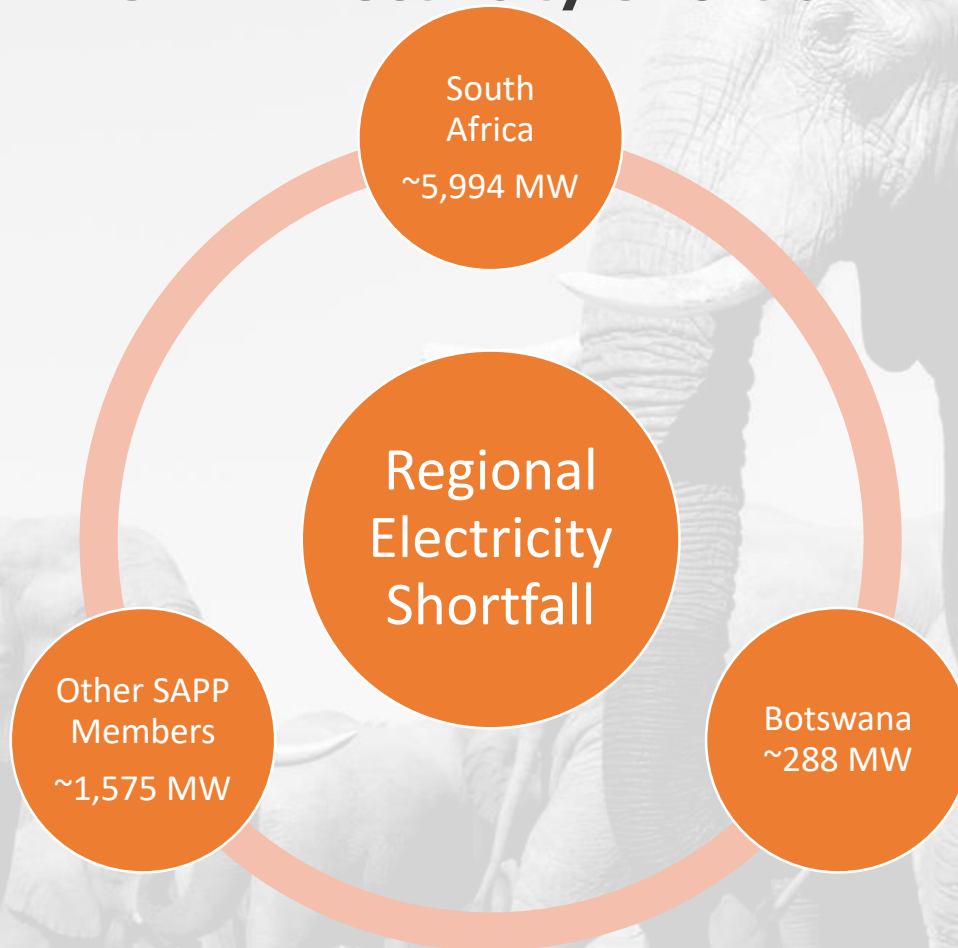 South
Africa
~5,994 MW
Regional
Electricity
Shortfall
Other SAPP
Members
~1,575 MW
Botswana
~288 MW